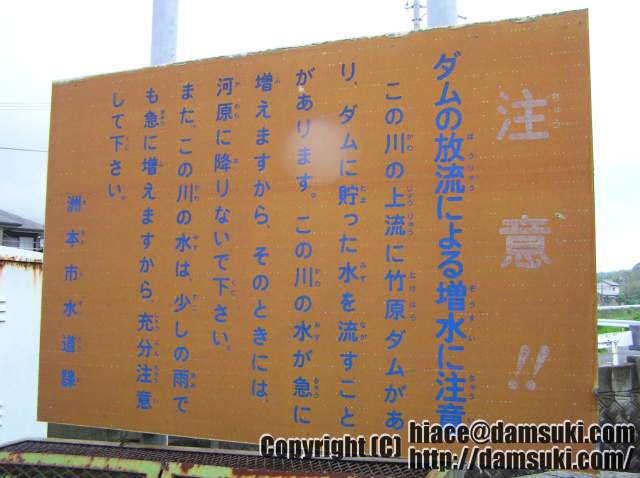 注意!!
ダムの放流による増水に注意
この川の上流に竹原ダムがあ
り、ダムに貯った水を流すこと
があります。この川の水が急に
増えますから、そのときには、
河原に降りないで下さい。
また、この川の水は、少しの雨で
も急に増えますから、充分注意
して下さい。
洲本市水道課
Copyright (C) hiace@damsuki.com
http://damsuki.com/